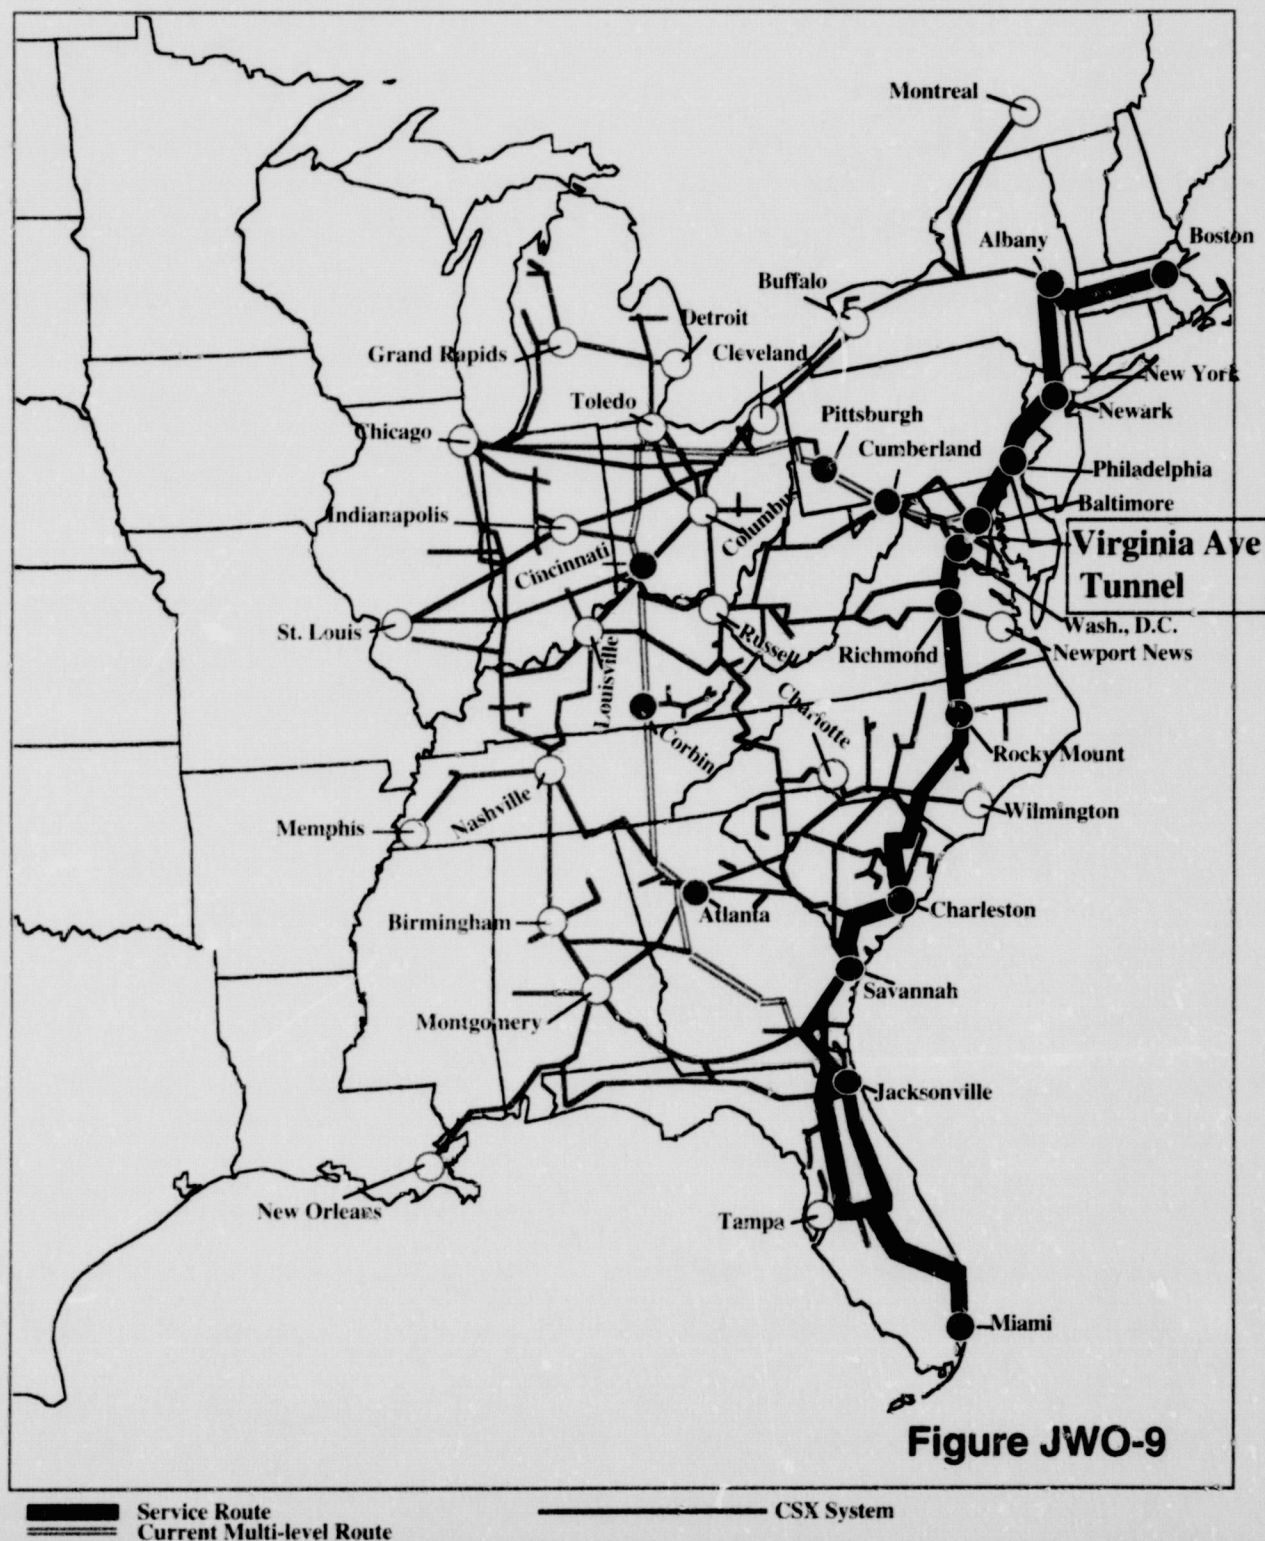 Montreal
Albany
Boston
Buffalo
Detroit
Grand Rapids
Cleveland
New York
Toledo
Pittsburgh
Newark
Chicago
Cumberland
Philadelphia
Baltimore
Indianapolis
Columbus
Virginia Ave
Tunnel
Cincinnati
St. Louis
Wash., D.C.
Russell
Richmond
Newport News
Louisville
Charlotte
Corbin
Rocky Mount
Nashville
Wilmington
Memphis
Atlanta
Birmingham
Charleston
Savannah
Montgomery
Jacksonville
New Orleans
Tampa
Miami
Figure JWO-9
Service Route
CSX System
Current Multi-level Route